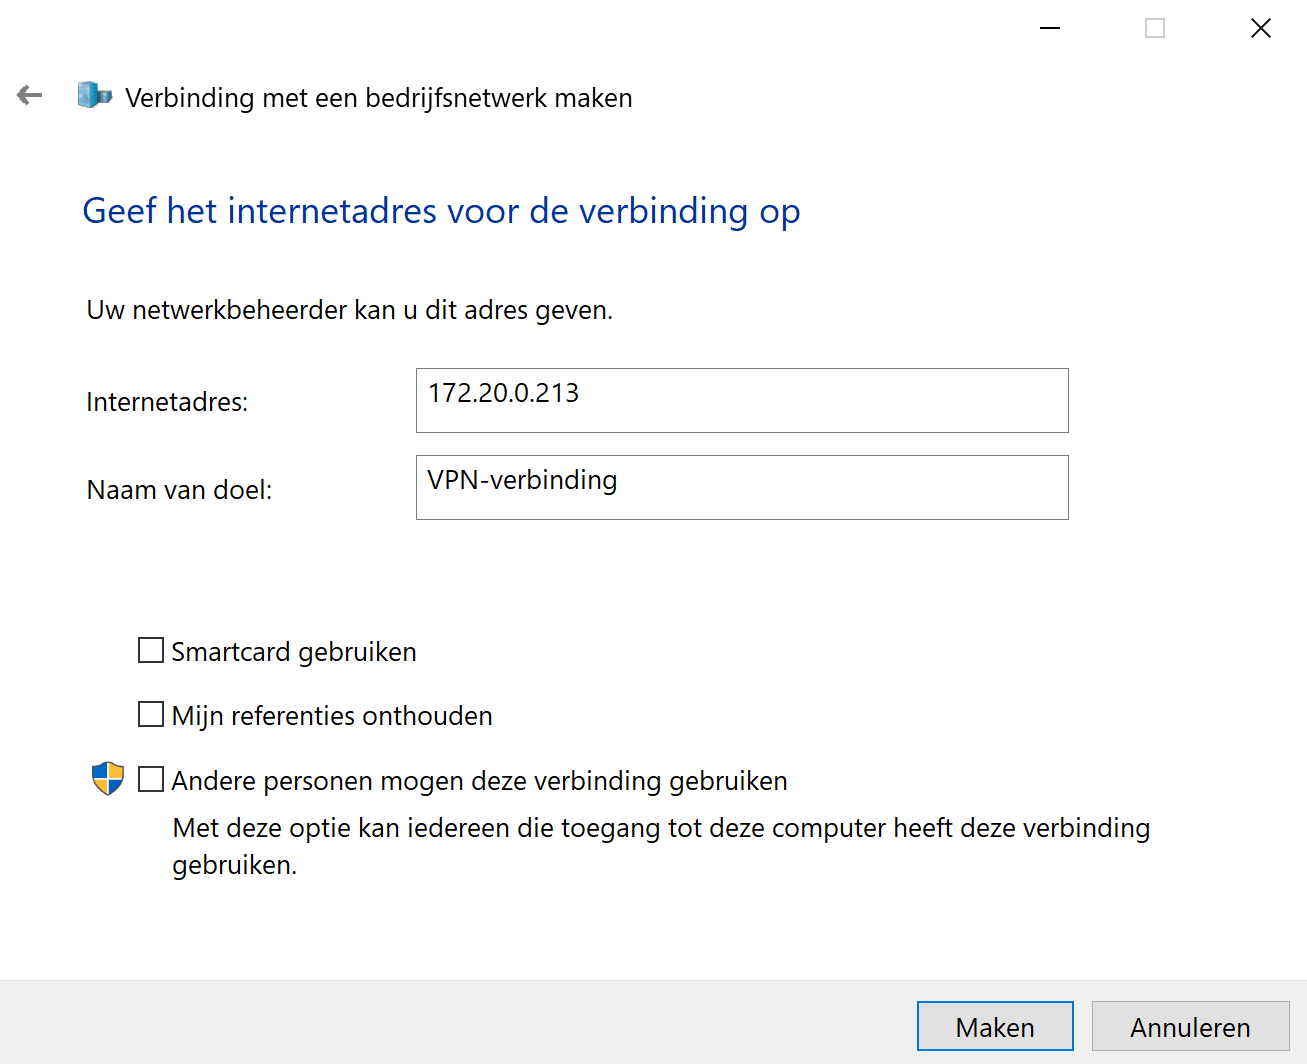 Verbinding met een bedrijfsnetwerk maken
Geef het internetadres voor de verbinding op
Uw netwerkbeheerder kan u dit adres geven.
Internetadres:
172.20.0.213
Naam van doel:
VPN-verbinding
Smartcard gebruiken
Mijn referenties onthouden
Andere personen mogen deze verbinding gebruiken
Met deze optie kan iedereen die toegang tot deze computer heeft deze verbinding
gebruiken.
Maken
Annuleren